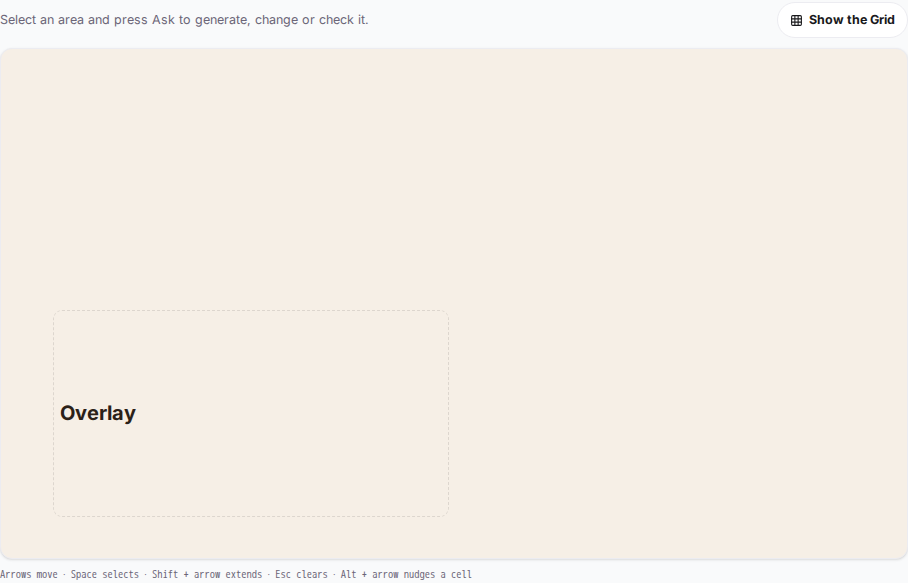 Select an area and press Ask to generate, change or check it.
Show the Grid
Overlay
Arrows move · Space selects · Shift + arrow extends · Esc clears · Alt + arrow nudges a cell